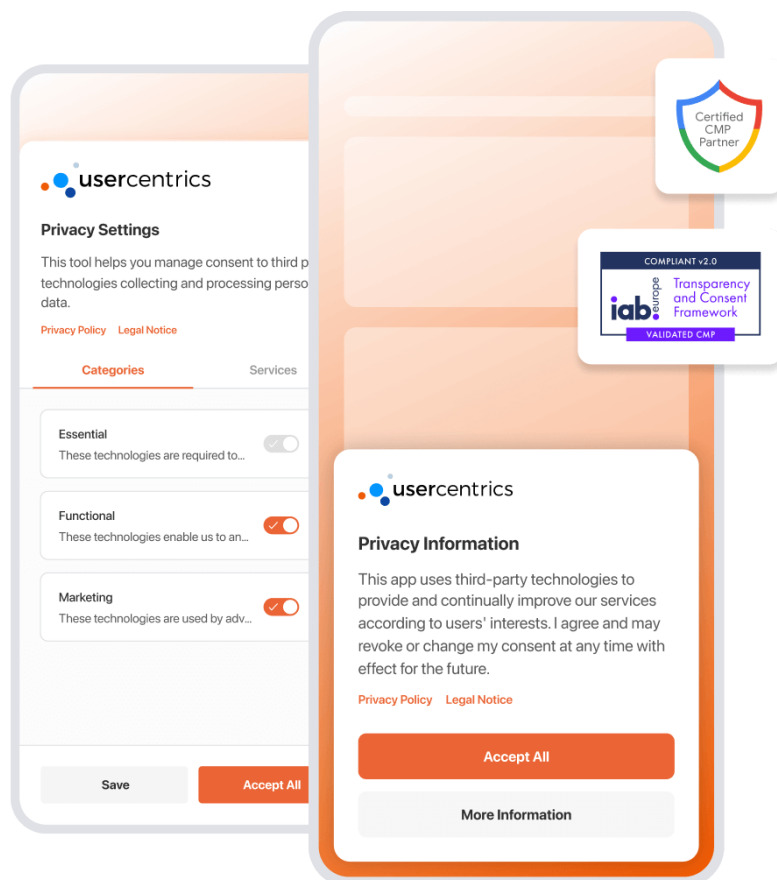 usercentrics
Privacy Settings
This tool helps you manage consent to third p
technologies collecting and processing perso
data.
Privacy Policy Legal Notice
Categories Services
Essential
These technologies are required to...
Functional
These technologies enable us to an...
Marketing
These technologies are used by adv...
Save Accept All
Certified
CMP
Partner
COMPLIANT v2.0
iab europe
Transparency
and Consent
Framework
VALIDATED CMP
usercentrics
Privacy Information
This app uses third-party technologies to
provide and continually improve our services
according to users' interests. I agree and may
revoke or change my consent at any time with
effect for the future.
Privacy Policy Legal Notice
Accept All
More Information